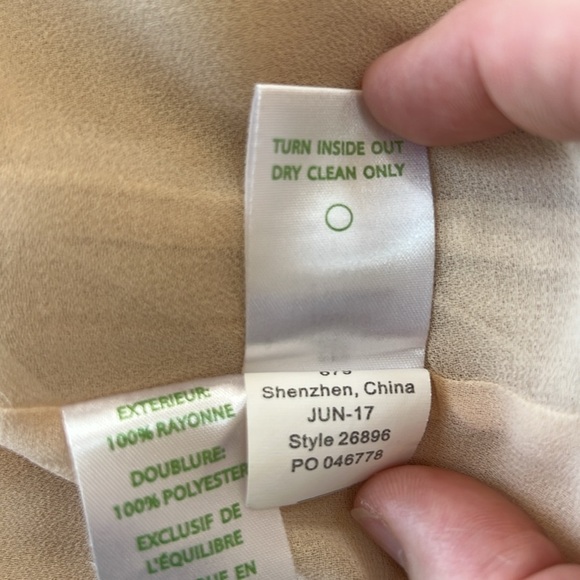 TURN INSIDE OUT
DRY CLEAN ONLY
Shenzhen, China
JUN-17
Style 26896
PO 046778
EXTERIEUR:
100% RAYONNE
DOUBLURE:
100% POLYESTER
EXCLUSIF DE
L'ÉQUILIBRE
EN